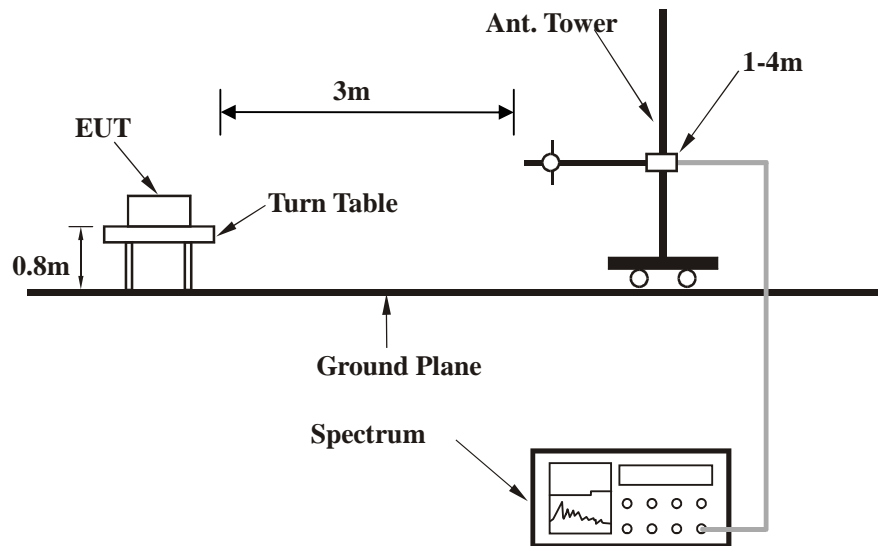 Ant. Tower
1-4m
3m
EUT
Turn Table
0.8m
Ground Plane
Spectrum